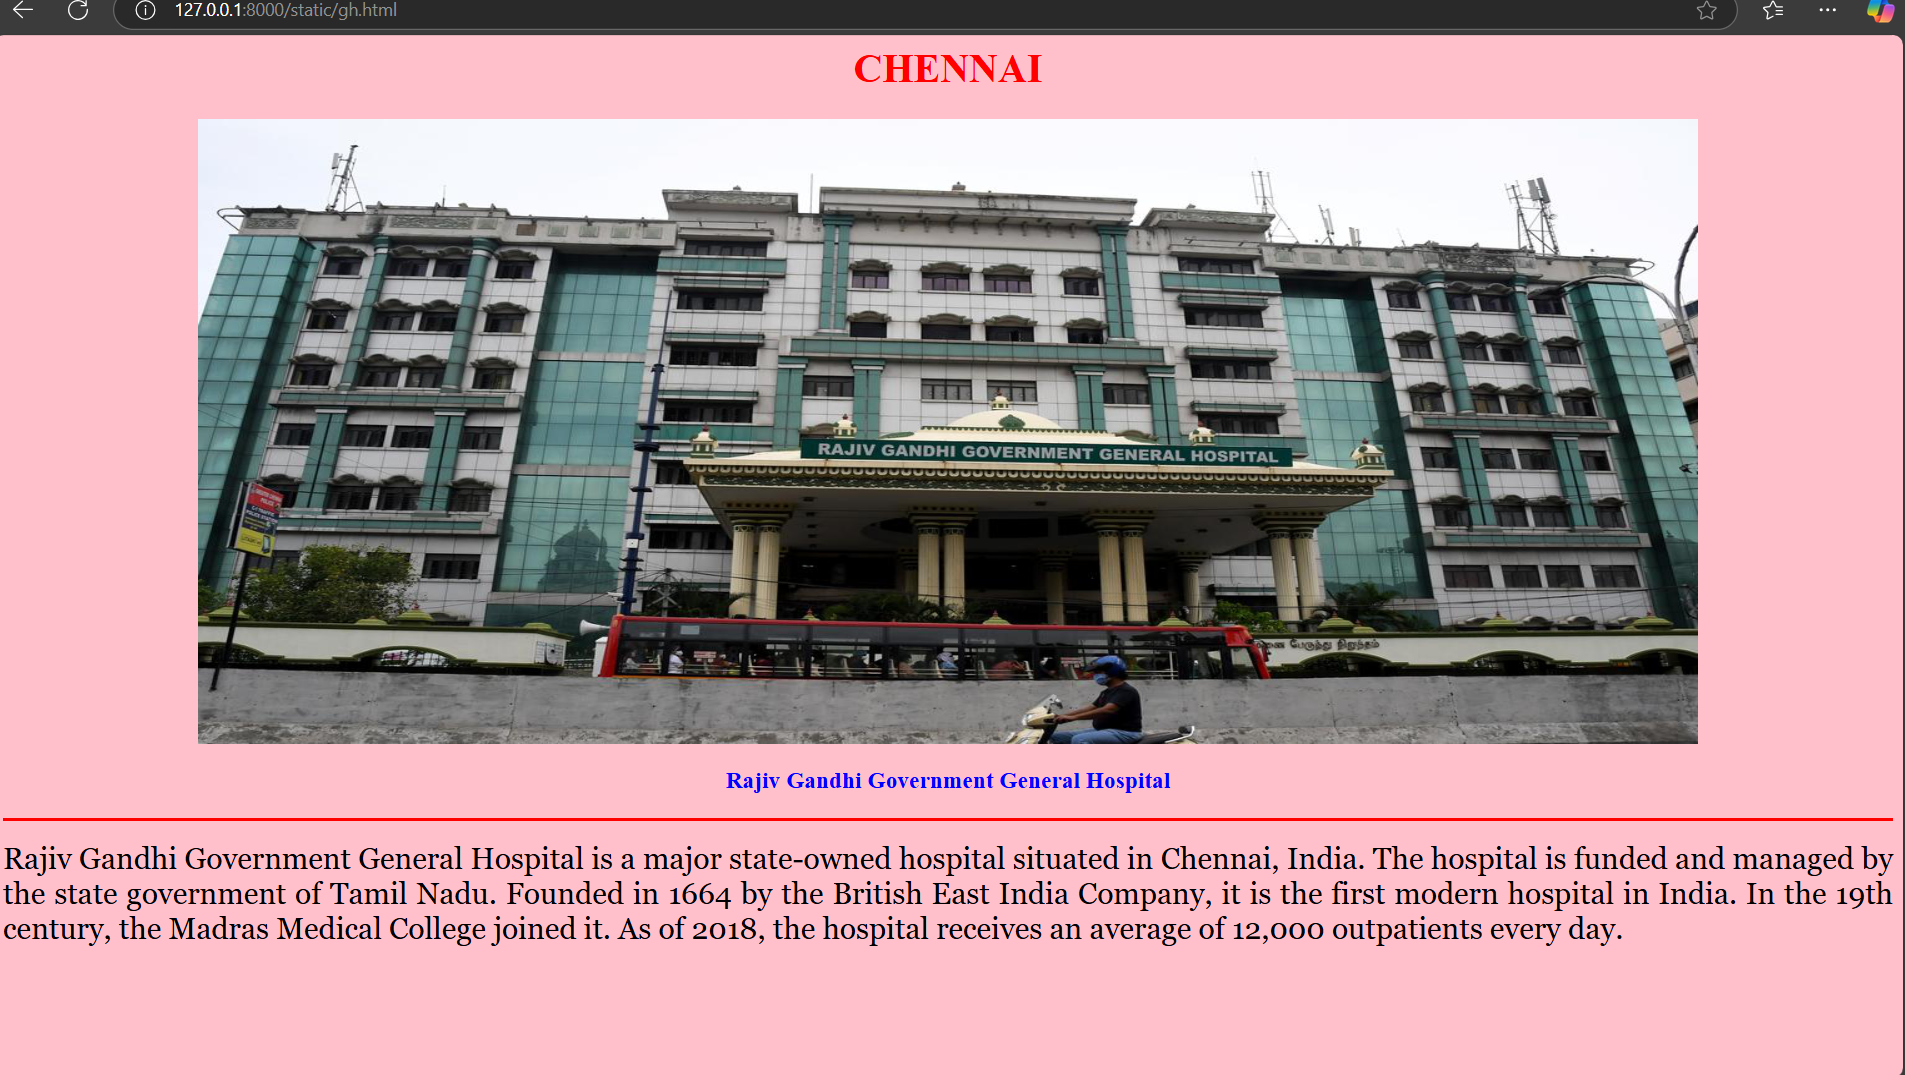 127.0.0.1:8000/static/gh.html
CHENNAI
RAJIV GANDHI GOVERNMENT GENERAL HOSPITAL
பேருந்து நிறுத்தம்
Rajiv Gandhi Government General Hospital
Rajiv Gandhi Government General Hospital is a major state-owned hospital situated in Chennai, India. The hospital is funded and managed by
the state government of Tamil Nadu. Founded in 1664 by the British East India Company, it is the first modern hospital in India. In the 19th
century, the Madras Medical College joined it. As of 2018, the hospital receives an average of 12,000 outpatients every day.